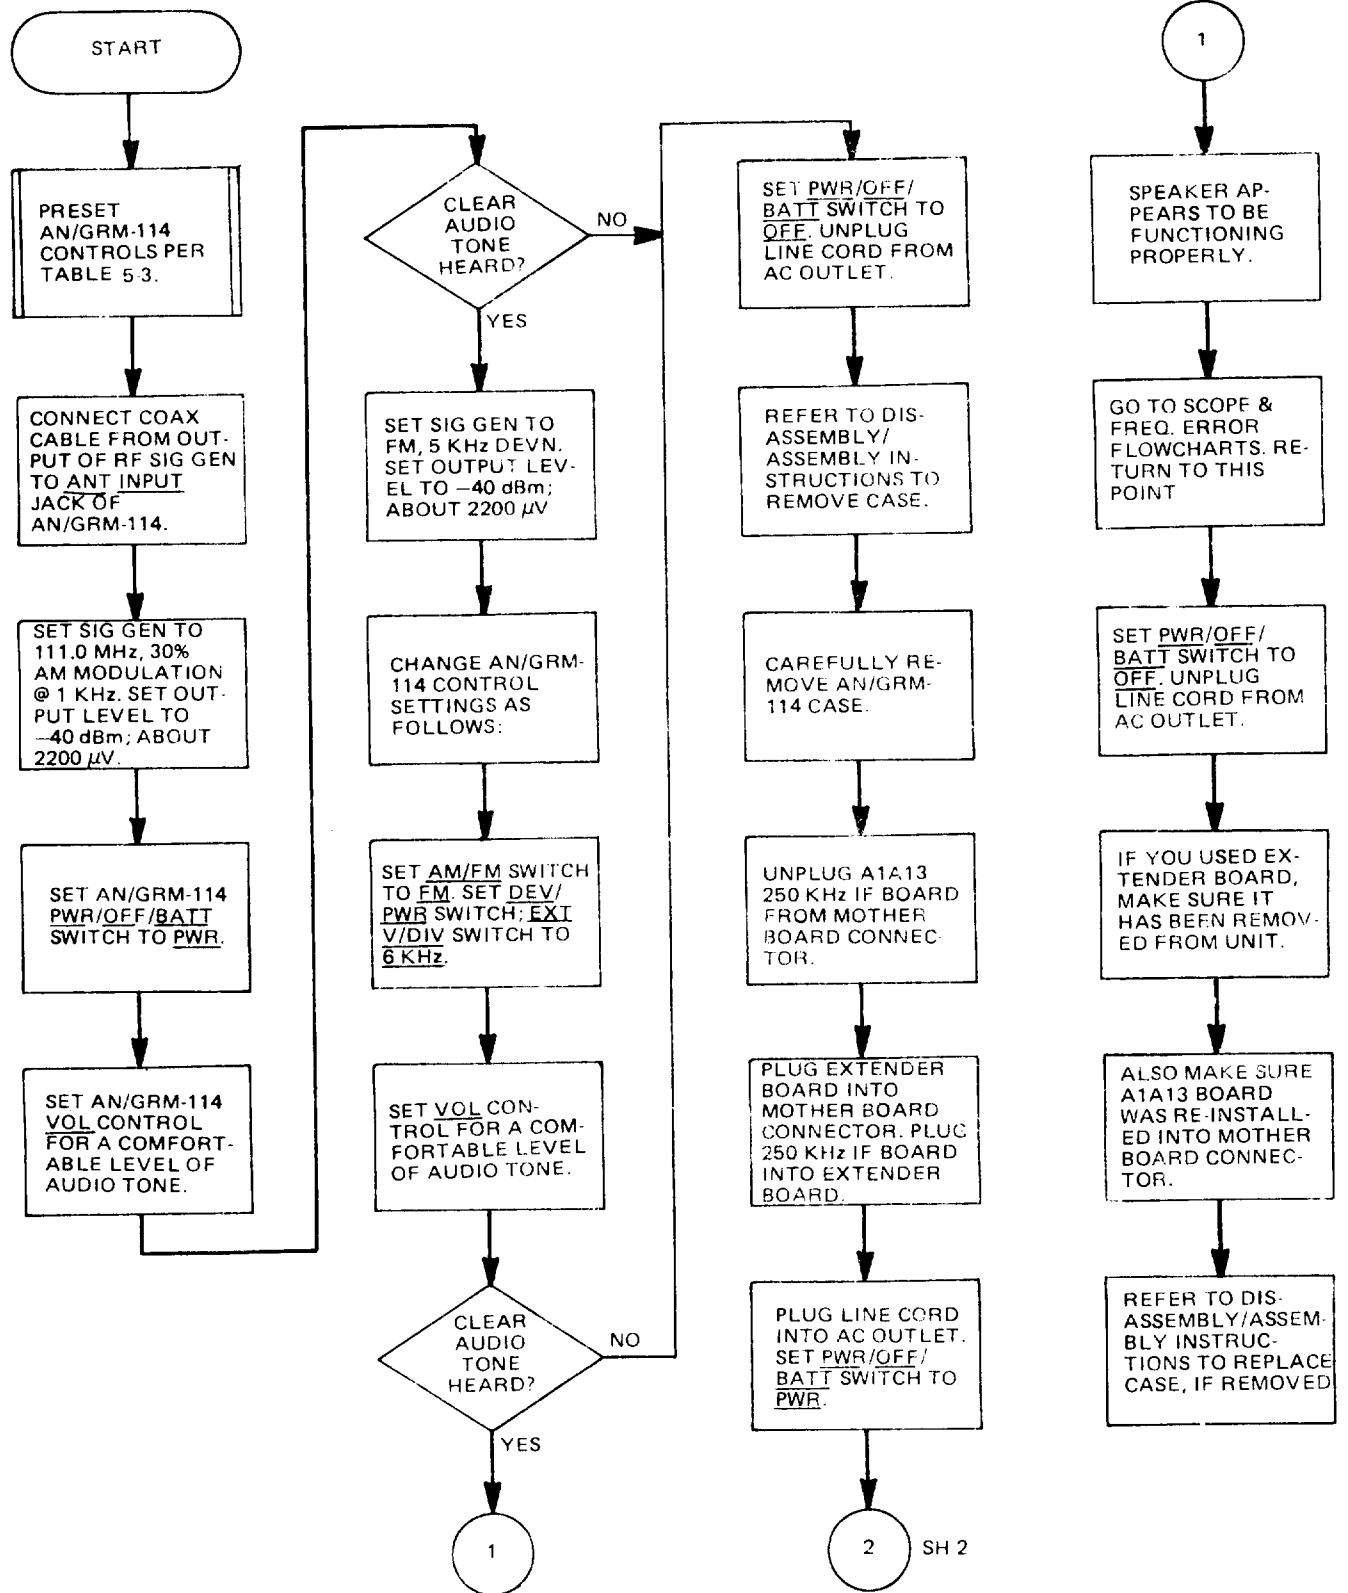 START
PRESET
AN/GRM-114
CONTROLS PER
TABLE 5-3.
CONNECT COAX
CABLE FROM OUT-
PUT OF RF SIG GEN
TO ANT INPUT
JACK OF
AN/GRM-114.
SET SIG GEN TO
111.0 MHz, 30%
AM MODULATION
@ 1 KHz. SET OUT-
PUT LEVEL TO
–40 dBm; ABOUT
2200 µV.
SET AN/GRM-114
PWR/OFF/BATT
SWITCH TO PWR.
SET AN/GRM-114
VOL CONTROL
FOR A COMFORT-
ABLE LEVEL OF
AUDIO TONE.
CLEAR
AUDIO
TONE
HEARD?
NO
YES
SET SIG GEN TO
FM, 5 KHz DEVN.
SET OUTPUT LEV-
EL TO –40 dBm;
ABOUT 2200 µV
CHANGE AN/GRM-
114 CONTROL
SETTINGS AS
FOLLOWS:
SET AM/FM SWITCH
TO FM. SET DEV/
PWR SWITCH; EXT
V/DIV SWITCH TO
6 KHz.
SET VOL CON-
TROL FOR A COM-
FORTABLE LEVEL
OF AUDIO TONE.
CLEAR
AUDIO
TONE
HEARD?
NO
YES
1
SET PWR/OFF/
BATT SWITCH TO
OFF. UNPLUG
LINE CORD FROM
AC OUTLET.
REFER TO DIS-
ASSEMBLY/
ASSEMBLY IN-
STRUCTIONS TO
REMOVE CASE.
CAREFULLY RE-
MOVE AN/GRM-
114 CASE.
UNPLUG A1A13
250 KHz IF BOARD
FROM MOTHER
BOARD CONNEC-
TOR.
PLUG EXTENDER
BOARD INTO
MOTHER BOARD
CONNECTOR. PLUG
250 KHz IF BOARD
INTO EXTENDER
BOARD.
PLUG LINE CORD
INTO AC OUTLET.
SET PWR/OFF/
BATT SWITCH TO
PWR.
2
SH 2
1
SPEAKER AP-
PEARS TO BE
FUNCTIONING
PROPERLY.
GO TO SCOPE &
FREQ. ERROR
FLOWCHARTS. RE-
TURN TO THIS
POINT
SET PWR/OFF/
BATT SWITCH TO
OFF. UNPLUG
LINE CORD FROM
AC OUTLET.
IF YOU USED EX-
TENDER BOARD,
MAKE SURE IT
HAS BEEN REMOV-
ED FROM UNIT.
ALSO MAKE SURE
A1A13 BOARD
WAS RE-INSTALL-
ED INTO MOTHER
BOARD CONNEC-
TOR.
REFER TO DIS-
ASSEMBLY/ASSEM-
BLY INSTRUC-
TIONS TO REPLACE
CASE, IF REMOVED